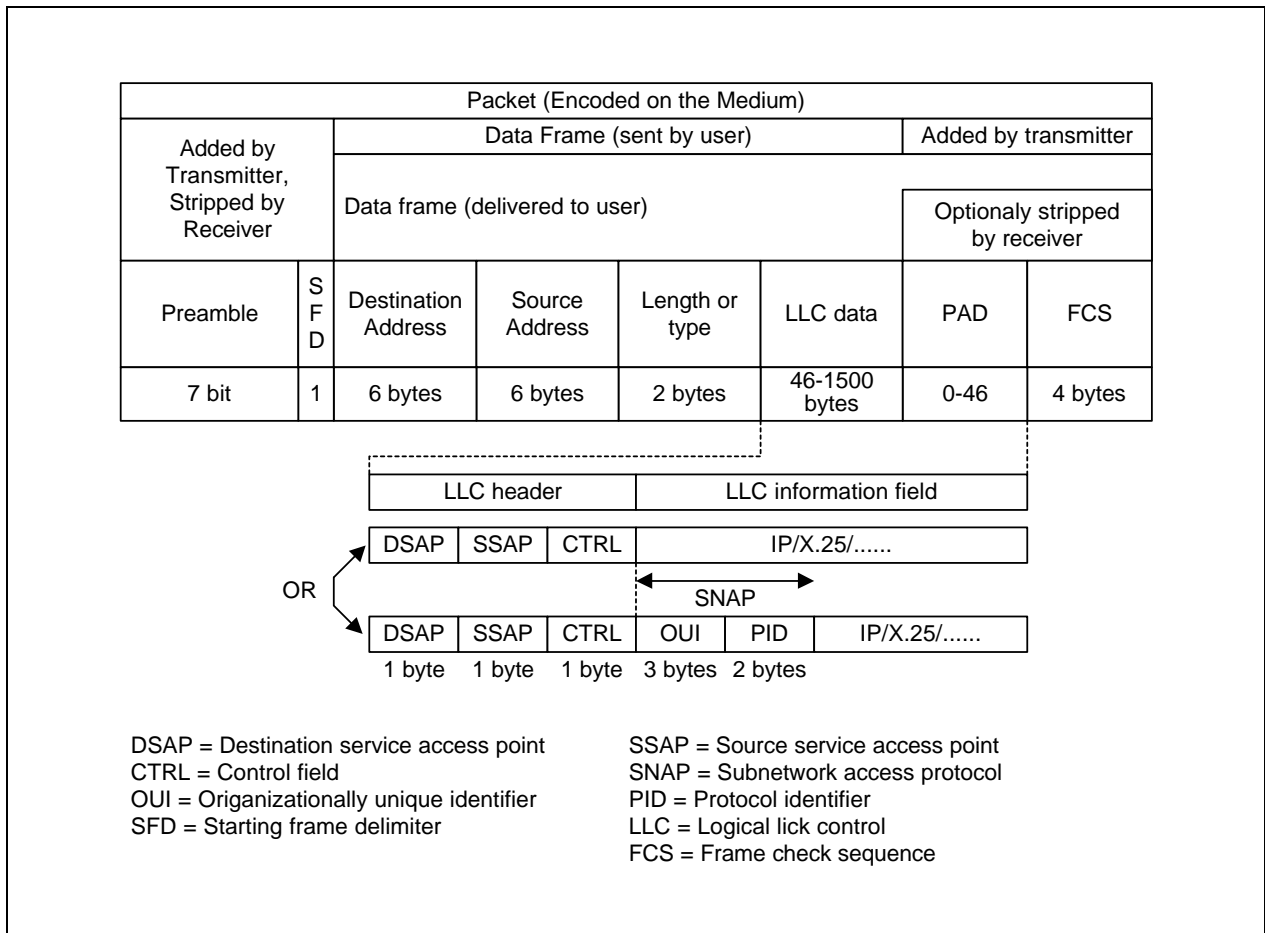 Packet (Encoded on the Medium)
Added by
Transmitter,
Stripped by
Receiver
Data Frame (sent by user)
Added by transmitter
Data frame (delivered to user)
Optionaly stripped
by receiver
Preamble
S
F
D
Destination
Address
Source
Address
Length or
type
LLC data
PAD
FCS
7 bit
1
6 bytes
6 bytes
2 bytes
46-1500
bytes
0-46
4 bytes
LLC header
LLC information field
DSAP
SSAP
CTRL
IP/X.25/......
OR
SNAP
DSAP
SSAP
CTRL
OUI
PID
IP/X.25/......
1 byte
1 byte
1 byte
3 bytes
2 bytes
DSAP = Destination service access point
CTRL = Control field
OUI = Origanizationally unique identifier
SFD = Starting frame delimiter
SSAP = Source service access point
SNAP = Subnetwork access protocol
PID = Protocol identifier
LLC = Logical lick control
FCS = Frame check sequence